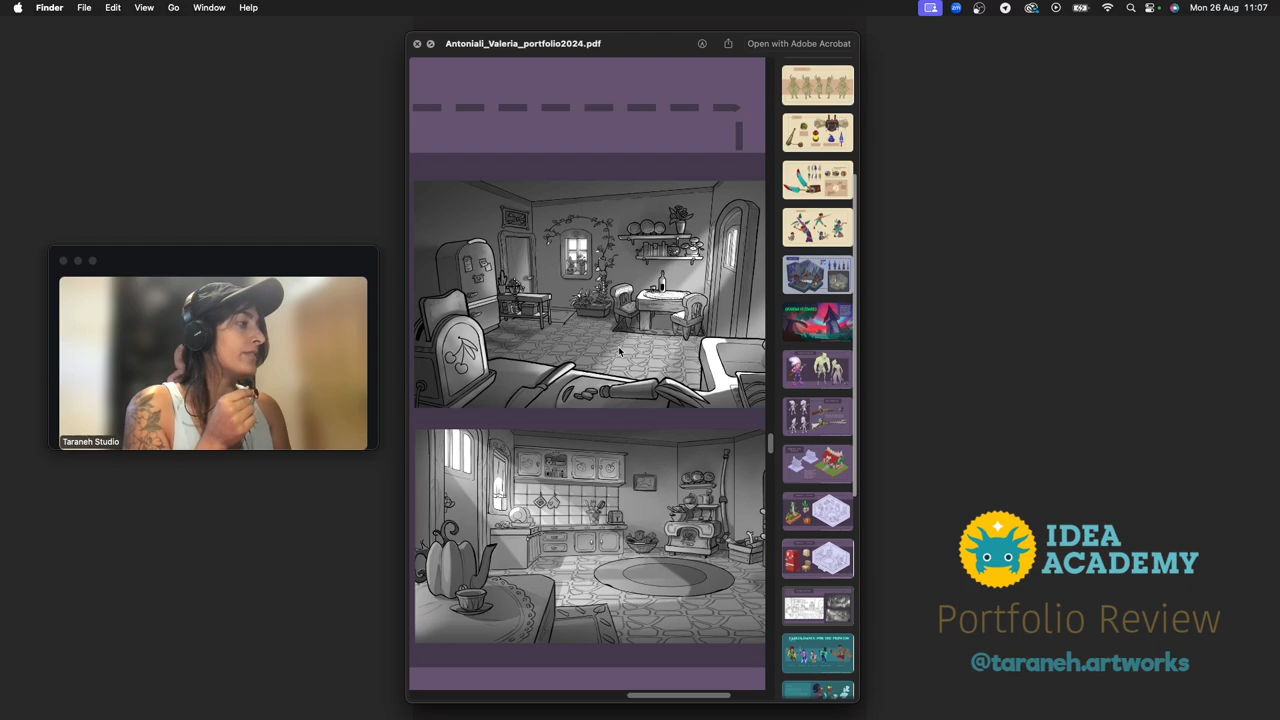 Finder File Edit View Go Window Help
Mon 26 Aug 11:07
Antoniali_Valeria_portfolio2024.pdf
Open with Adobe Acrobat
Taraneh Studio
IDEA
ACADEMY
Portfolio Review
@taraneh.artworks